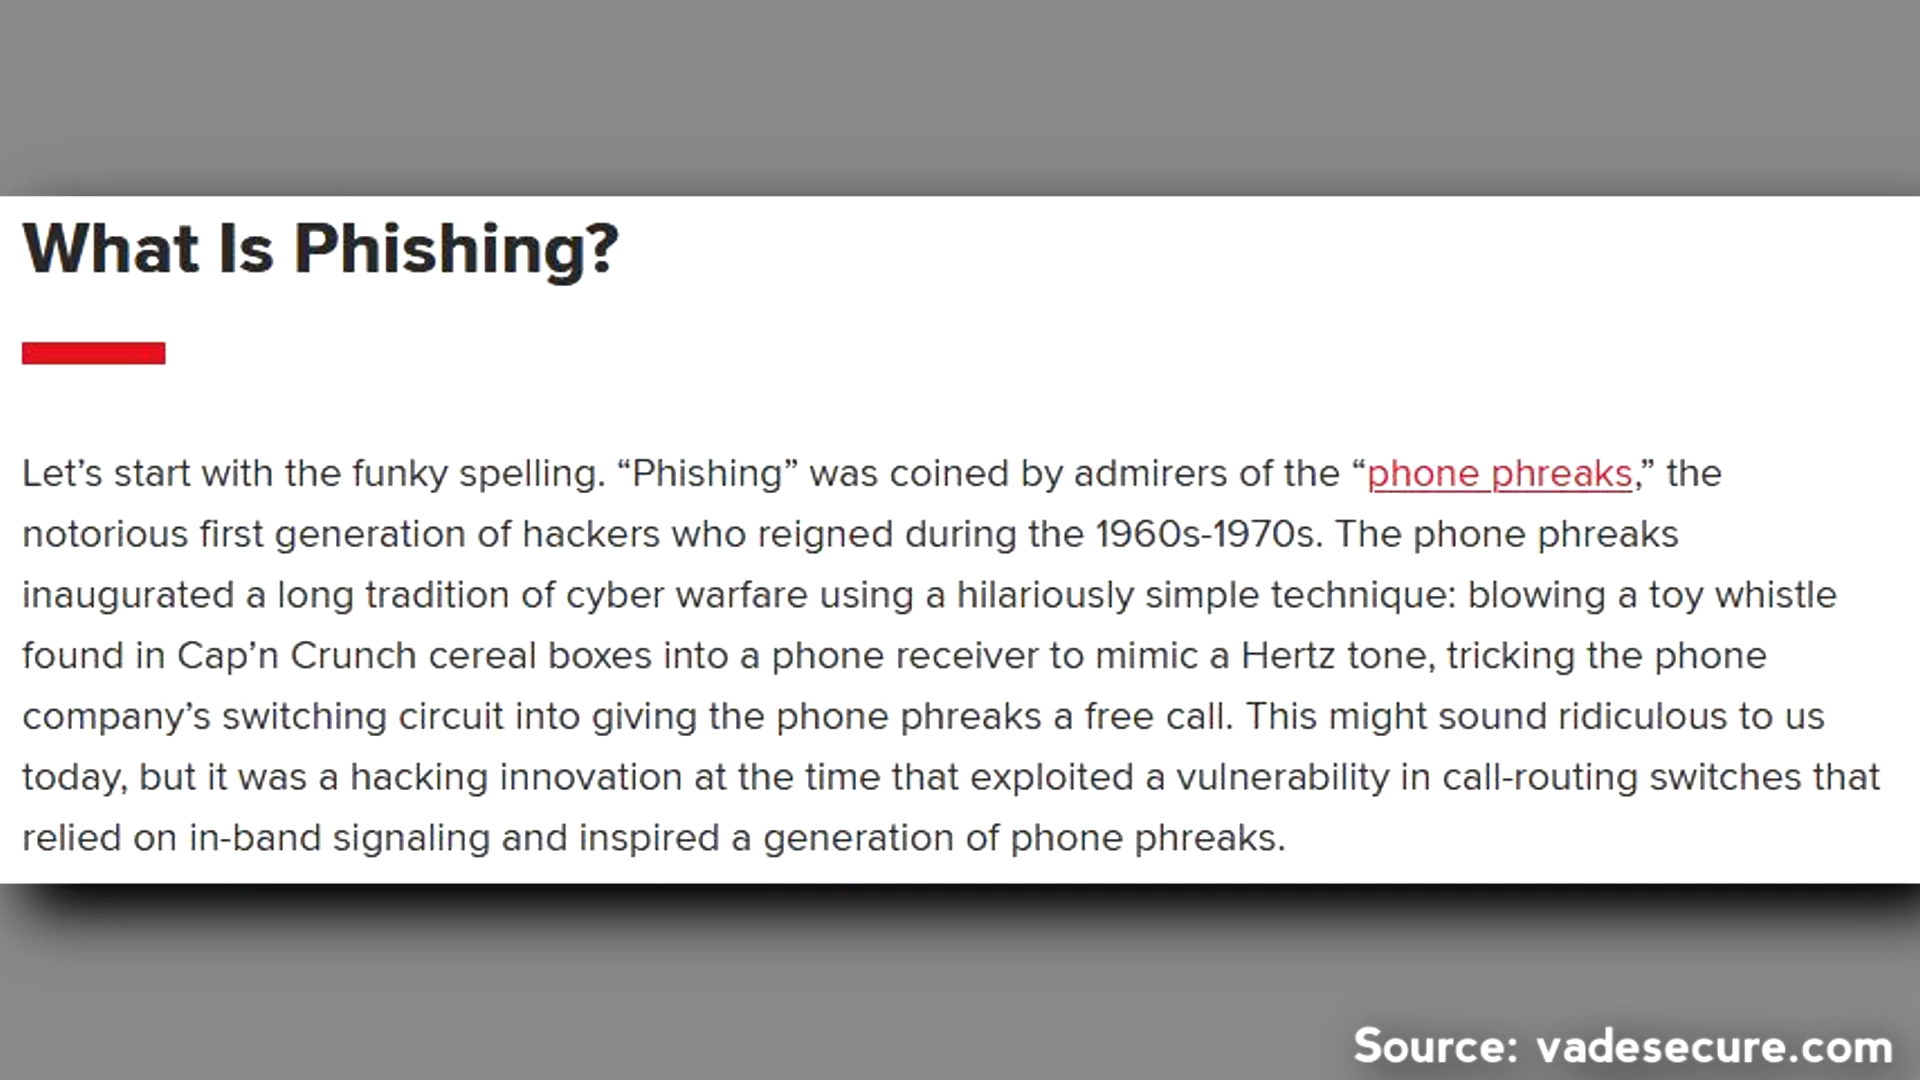 What Is Phishing?
Let’s start with the funky spelling. “Phishing” was coined by admirers of the “phone phreaks,” the
notorious first generation of hackers who reigned during the 1960s-1970s. The phone phreaks
inaugurated a long tradition of cyber warfare using a hilariously simple technique: blowing a toy whistle
found in Cap’n Crunch cereal boxes into a phone receiver to mimic a Hertz tone, tricking the phone
company’s switching circuit into giving the phone phreaks a free call. This might sound ridiculous to us
today, but it was a hacking innovation at the time that exploited a vulnerability in call-routing switches that
relied on in-band signaling and inspired a generation of phone phreaks.
Source: vadesecure.com